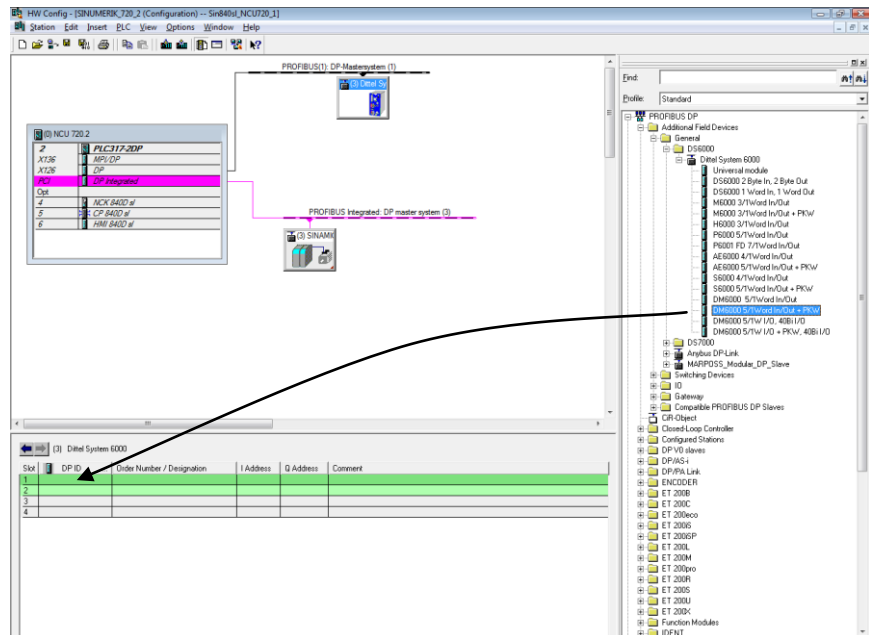 HW Config - [SINUMERIK_720_2 (Configuration) -- Sin840sl_NCU720_1]
Station Edit Insert PLC View Options Window Help
PROFIBUS(1): DP-Mastersystem (1)
(3) Dittel Sy
(0) NCU 720.2
2 PLC317-2DP
X136 MPI/DP
X126 DP
PCI DP Integrated
Opt
4 NCK 840D sl
5 CP 840D sl
6 HMI 840D sl
PROFIBUS Integrated: DP master system (3)
(3) SINAMI
Find:
Profile: Standard
PROFIBUS DP
Additional Field Devices
General
DS6000
Dittel System 6000
Universal module
DS6000 2 Byte In, 2 Byte Out
DS6000 1 Word In, 1 Word Out
M6000 3/1Word In/Out
M6000 3/1Word In/Out + PKW
H6000 3/1Word In/Out
P6000 5/1Word In/Out
P6001 FD 7/1Word In/Out
AE6000 4/1Word In/Out
AE6000 5/1Word In/Out + PKW
S6000 4/1Word In/Out
S6000 5/1Word In/Out + PKW
DM6000 5/1Word In/Out
DM6000 5/1Word In/Out + PKW
DM6000 5/1W I/O, 40Bi I/O
DM6000 5/1W I/O + PKW, 40Bi I/O
DS7000
Anybus DP-Link
MARPOSS_Modular_DP_Slave
Switching Devices
IO
Gateway
Compatible PROFIBUS DP Slaves
CiR-Object
Closed-Loop Controller
Configured Stations
DP V0 slaves
DP/AS-i
DP/PA Link
ENCODER
ET 200B
ET 200C
ET 200eco
ET 200iS
ET 200iSP
ET 200L
ET 200M
ET 200pro
ET 200R
ET 200S
ET 200U
ET 200X
Function Modules
IDENT
(3) Dittel System 6000
Slot DP ID Order Number / Designation I Address Q Address Comment
1
2
3
4